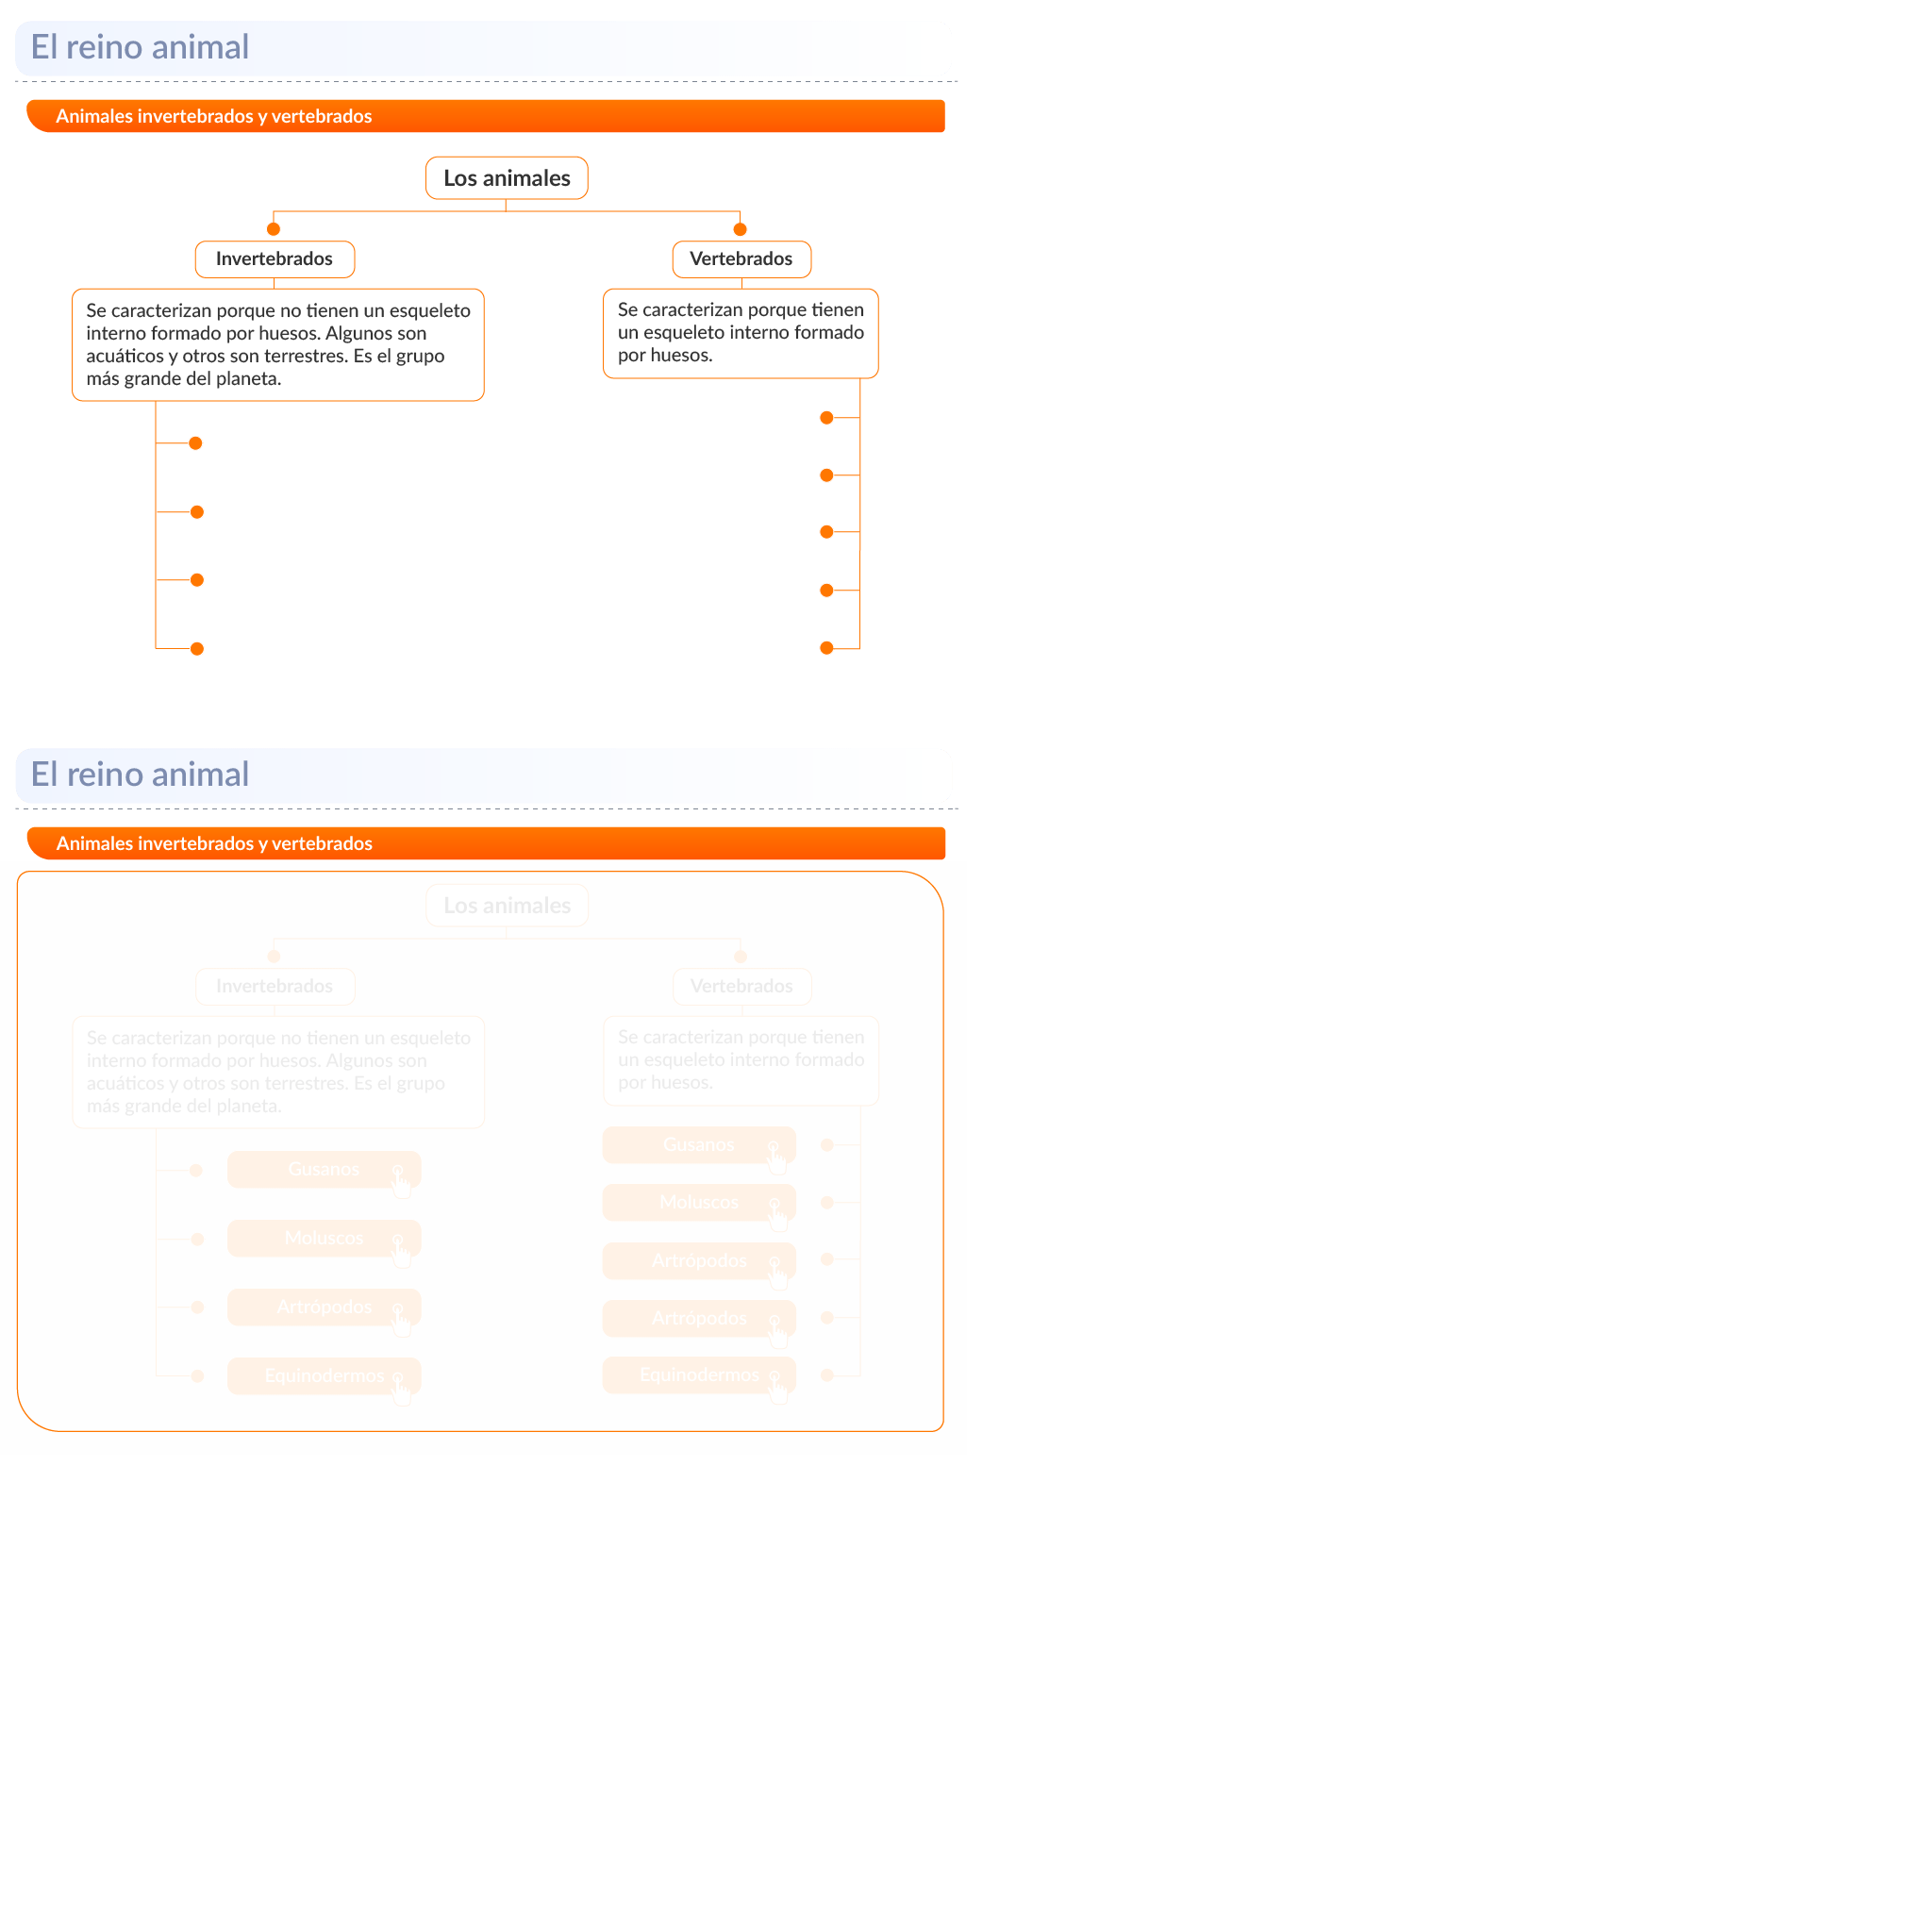 El reino animal
Animales invertebrados y vertebrados
Los animales
Invertebrados
Se caracterizan porque no tienen un esqueleto
interno formado por huesos. Algunos son
acuáticos y otros son terrestres. Es el grupo
más grande del planeta.
Vertebrados
Se caracterizan porque tienen
un esqueleto interno formado
por huesos.
El reino animal
Animales invertebrados y vertebrados
Los animales
Invertebrados
Se caracterizan porque no tienen un esqueleto
interno formado por huesos. Algunos son
acuáticos y otros son terrestres. Es el grupo
más grande del planeta.
Gusanos
Moluscos
Artrópodos
Equinodermos
Vertebrados
Se caracterizan porque tienen
un esqueleto interno formado
por huesos.
Gusanos
Moluscos
Artrópodos
Artrópodos
Equinodermos